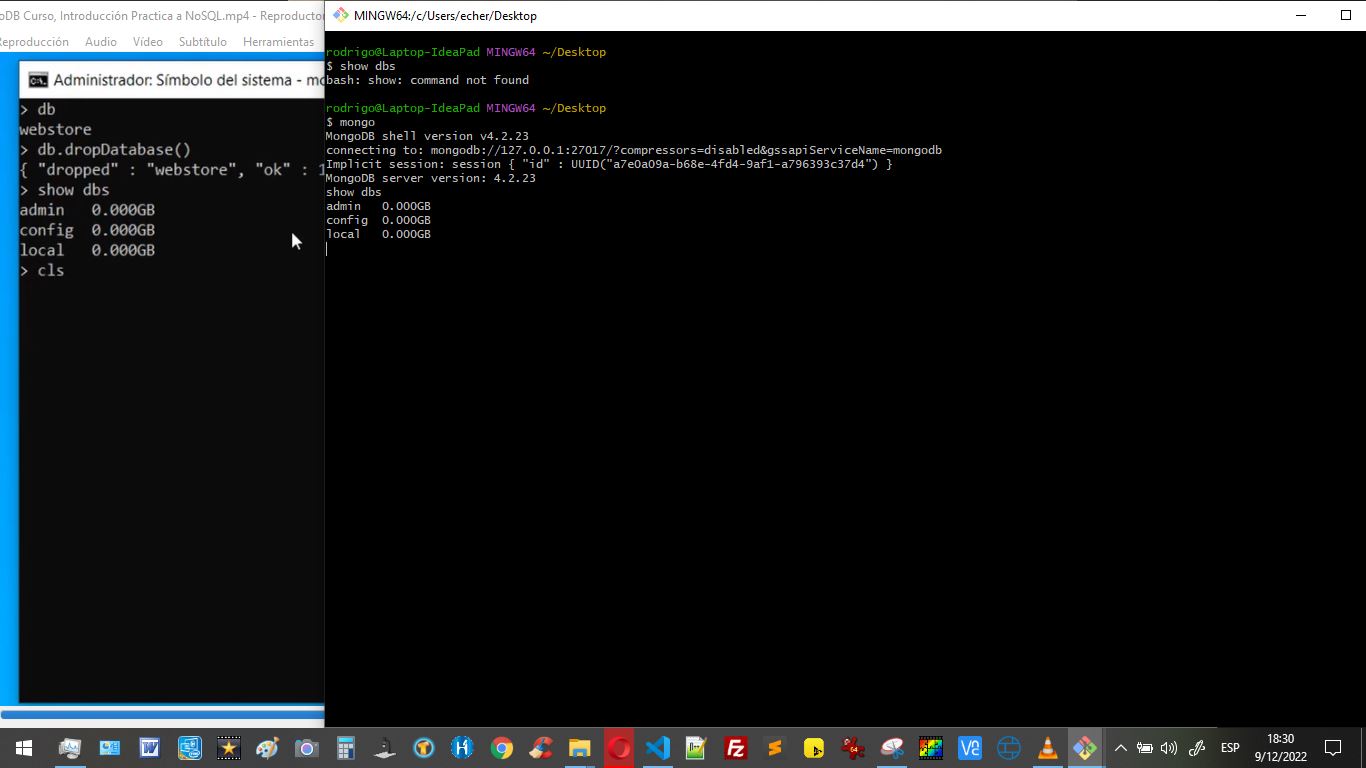 oDB Curso, Introducción Practica a NoSQL.mp4 - Reproductor
Reproducción Audio Vídeo Subtítulo Herramientas
Administrador: Símbolo del sistema - mo
> db
webstore
> db.dropDatabase()
{ "dropped" : "webstore", "ok" : 1
> show dbs
admin 0.000GB
config 0.000GB
local 0.000GB
> cls
MINGW64:/c/Users/echer/Desktop
rodrigo@Laptop-IdeaPad MINGW64 ~/Desktop
$ show dbs
bash: show: command not found
rodrigo@Laptop-IdeaPad MINGW64 ~/Desktop
$ mongo
MongoDB shell version v4.2.23
connecting to: mongodb://127.0.0.1:27017/?compressors=disabled&gssapiServiceName=mongodb
Implicit session: session { "id" : UUID("a7e0a09a-b68e-4fd4-9af1-a796393c37d4") }
MongoDB server version: 4.2.23
show dbs
admin 0.000GB
config 0.000GB
local 0.000GB
ESP
18:30
9/12/2022